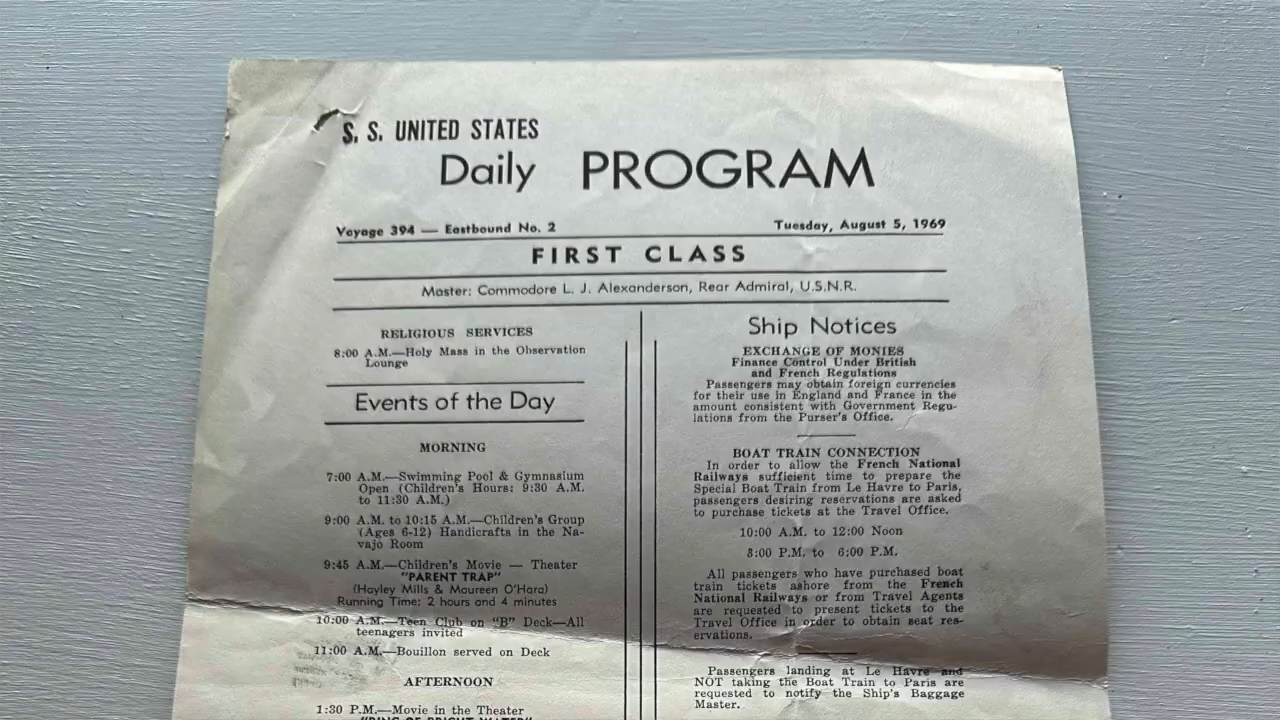 S. S. UNITED STATES
Daily PROGRAM
Voyage 394 — Eastbound No. 2
Tuesday, August 5, 1969
FIRST CLASS
Master: Commodore L. J. Alexanderson, Rear Admiral, U.S.N.R.
RELIGIOUS SERVICES
8:00 A.M.—Holy Mass in the Observation
Lounge
Events of the Day
MORNING
7:00 A.M.—Swimming Pool & Gymnasium
Open (Children's Hours: 9:30 A.M.
to 11:30 A.M.)
9:00 A.M. to 10:15 A.M.—Children's Group
(Ages 6-12) Handicrafts in the Na-
vajo Room
9:45 A.M.—Children's Movie — Theater
"PARENT TRAP"
(Hayley Mills & Maureen O'Hara)
Running Time: 2 hours and 4 minutes
10:00 A.M.—Teen Club on "B" Deck—All
teenagers invited
11:00 A.M.—Bouillon served on Deck
AFTERNOON
1:30 P.M.—Movie in the Theater
"RING OF BRIGHT WATER"
Ship Notices
EXCHANGE OF MONIES
Finance Control Under British
and French Regulations
Passengers may obtain foreign currencies
for their use in England and France in the
amount consistent with Government Regu-
lations from the Purser's Office.
BOAT TRAIN CONNECTION
In order to allow the French National
Railways sufficient time to prepare the
Special Boat Train from Le Havre to Paris,
passengers desiring reservations are asked
to purchase tickets at the Travel Office.
10:00 A.M. to 12:00 Noon
3:00 P.M. to 6:00 P.M.
All passengers who have purchased boat
train tickets ashore from the French
National Railways or from Travel Agents
are requested to present tickets to the
Travel Office in order to obtain seat res-
ervations.
Passengers landing at Le Havre and
NOT taking the Boat Train to Paris are
requested to notify the Ship's Baggage
Master.